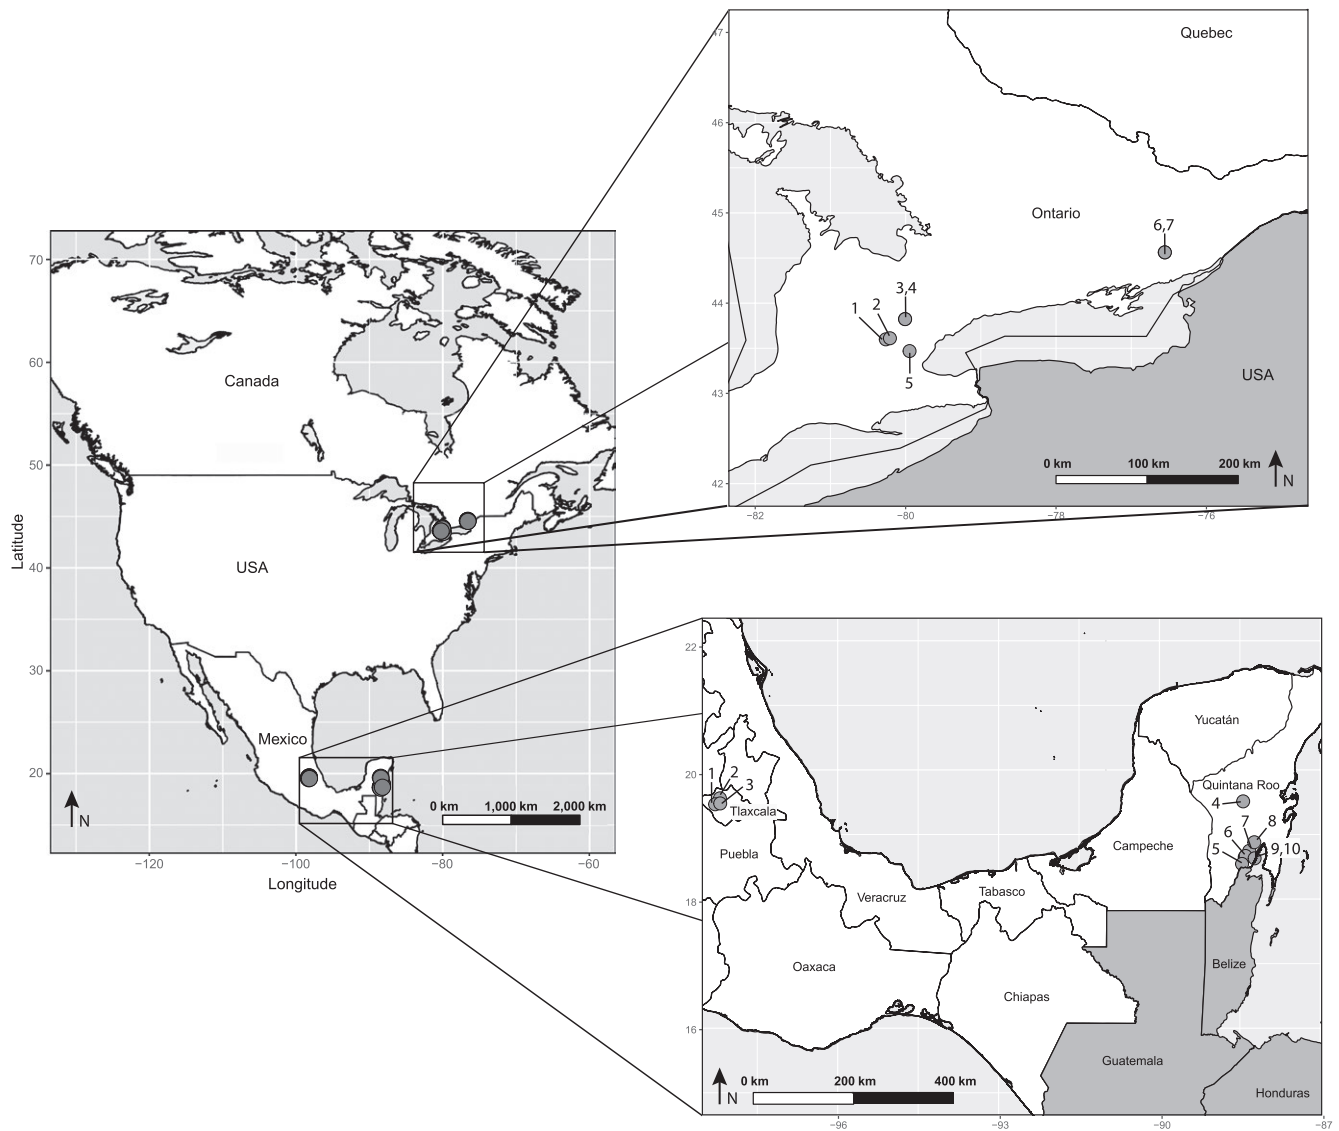 Quebec
47
46
45
44
43
42
Ontario
6,7
3,4
2
1
5
USA
0 km 100 km 200 km
N
−82 −80 −78 −76
70
60
50
40
30
20
Latitude
Canada
USA
Mexico
0 km 1,000 km 2,000 km
N
−120 −100 −80 −60
Longitude
22
20
18
16
Yucatán
Quintana Roo
1 2
3
4
Tlaxcala
7 8
6
5 9,10
Puebla
Campeche
Veracruz
Tabasco
Oaxaca
Belize
Chiapas
Guatemala
Honduras
0 km 200 km 400 km
N
−96 −93 −90 −87